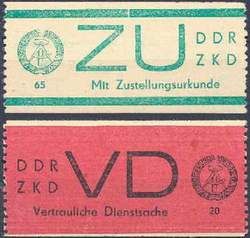 ZU
DDR
ZKD
65
Mit Zustellungsurkunde
DDR
ZKD
VD
Vertrauliche Dienstsache
20